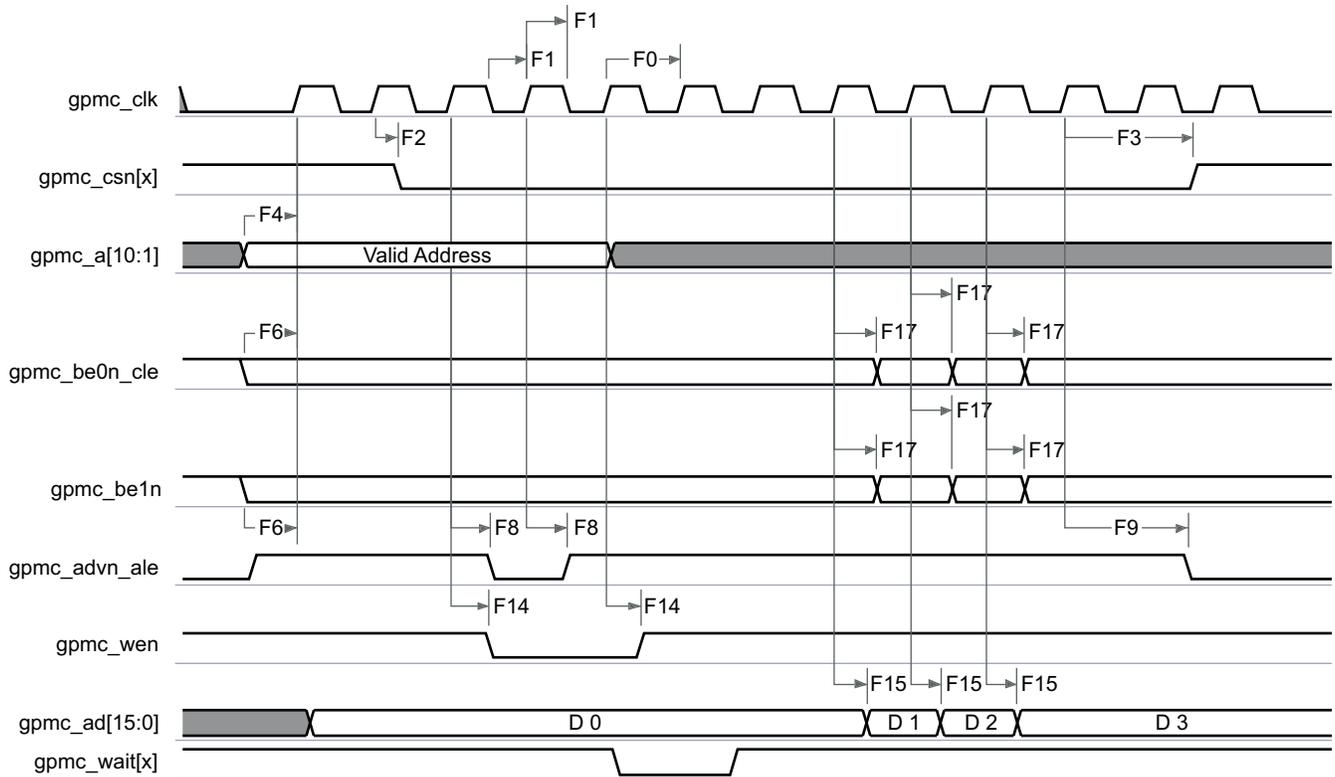 F1
F1 F0
gpmc_clk
F2 F3
gpmc_csn[x]
F4
gpmc_a[10:1] Valid Address
F17
F6 F17 F17
gpmc_be0n_cle
F17
F17 F17
gpmc_be1n
F6 F8 F8 F9
gpmc_advn_ale
F14 F14
gpmc_wen
F15 F15 F15
gpmc_ad[15:0] D 0 D 1 D 2 D 3
gpmc_wait[x]